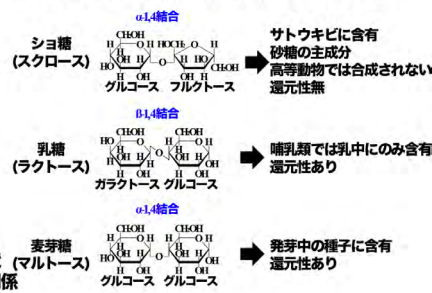 α-1,4結合
ショ糖
(スクロース)
グルコース フルクトース
サトウキビに含有
砂糖の主成分
高等動物では合成されない
還元性無
β-1,4結合
乳糖
(ラクトース)
ガラクトース グルコース
哺乳類では乳中にのみ含有
還元性あり
α-1,4結合
麦芽糖
(マルトース)
係
グルコース グルコース
発芽中の種子に含有
還元性あり